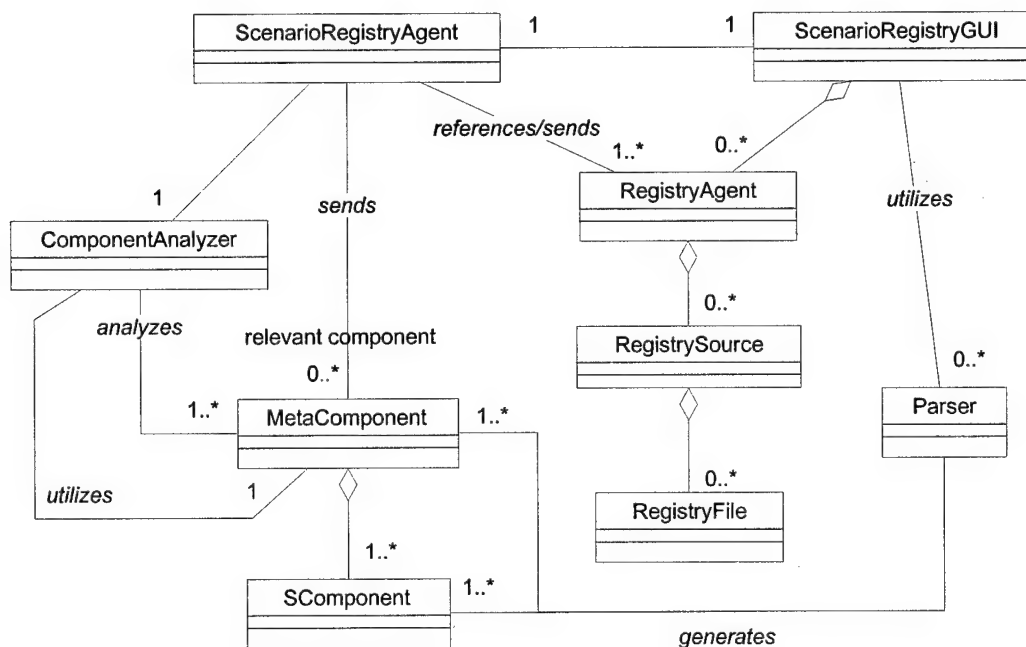 ScenarioRegistryAgent
1
1
ScenarioRegistryGUI
references/sends
1..*
0..*
RegistryAgent
utilizes
1
sends
ComponentAnalyzer
analyzes
0..*
relevant component
RegistrySource
0..*
0..*
1..*
MetaComponent
1..*
Parser
utilizes
1
0..*
RegistryFile
1..*
SComponent
1..*
generates